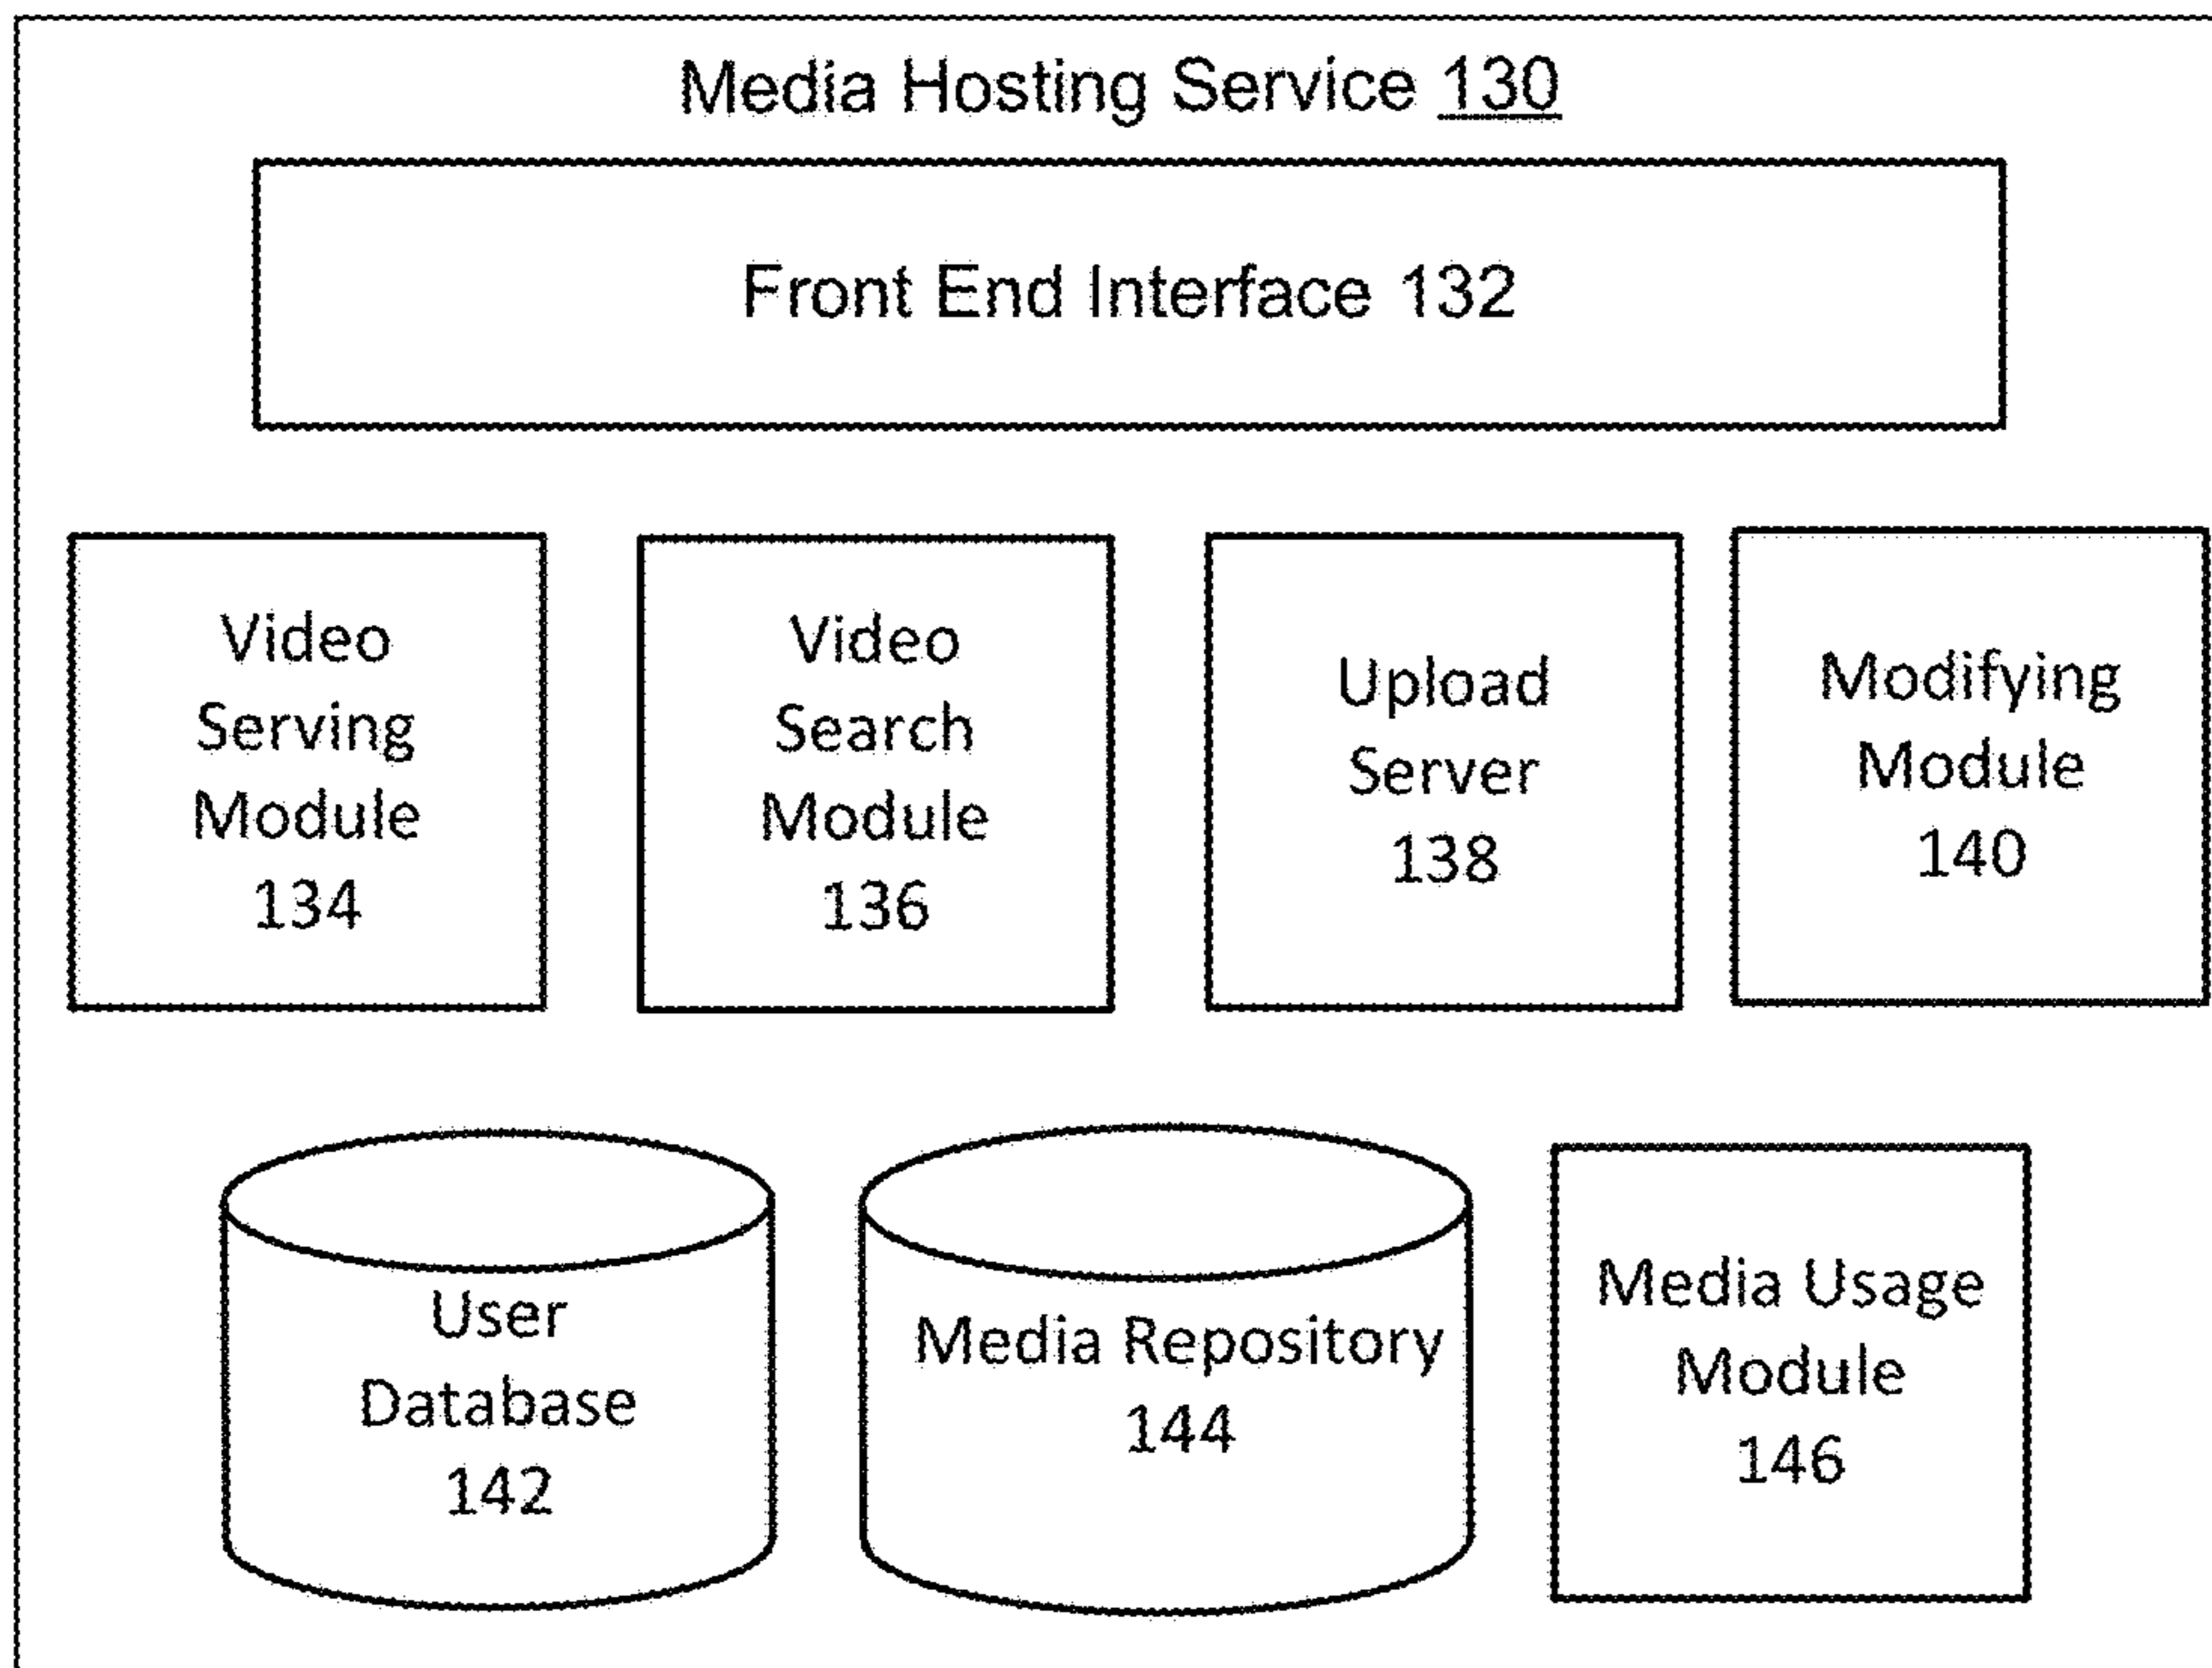 Media Hosting Service 130
Front End Interface 132
Video
Serving
Module
134
Video
Search
Module
136
Upload
Server
138
Modifying
Module
140
User
Database
142
Media Repository
144
Media Usage
Module
146